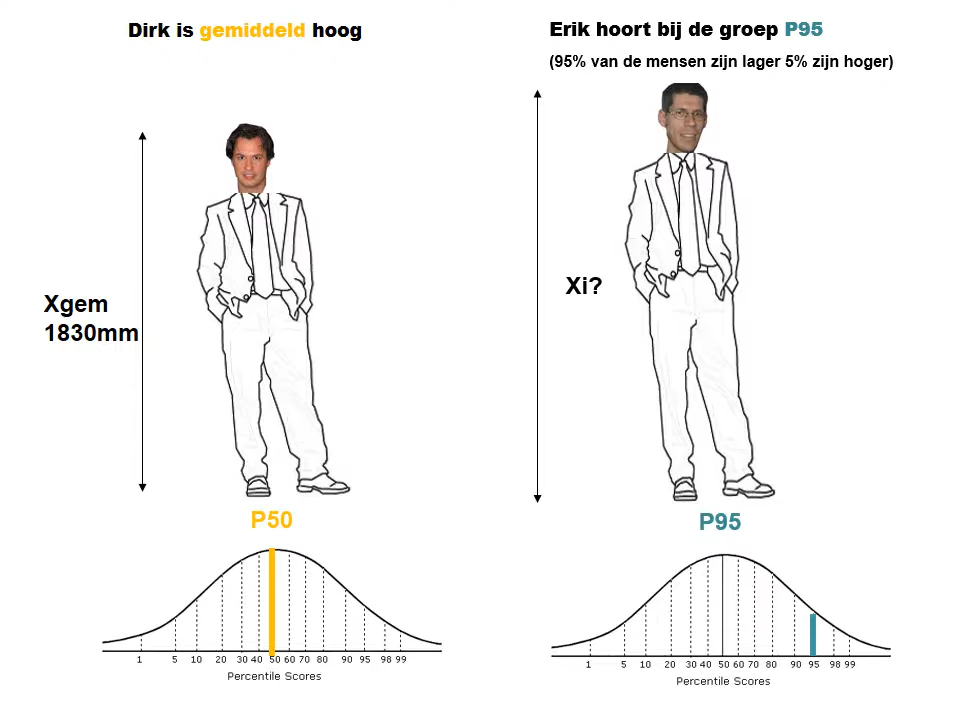 Dirk is gemiddeld hoog
Erik hoort bij de groep P95
(95% van de mensen zijn lager 5% zijn hoger)
Xgem
1830mm
Xi?
P50
P95
1 5 10 20 30 40 50 60 70 80 90 95 98 99
Percentile Scores
1 5 10 20 30 40 50 60 70 80 90 95 98 99
Percentile Scores